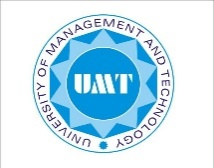 UNIVERSITY OF MANAGEMENT AND TECHNOLOGY
UMT